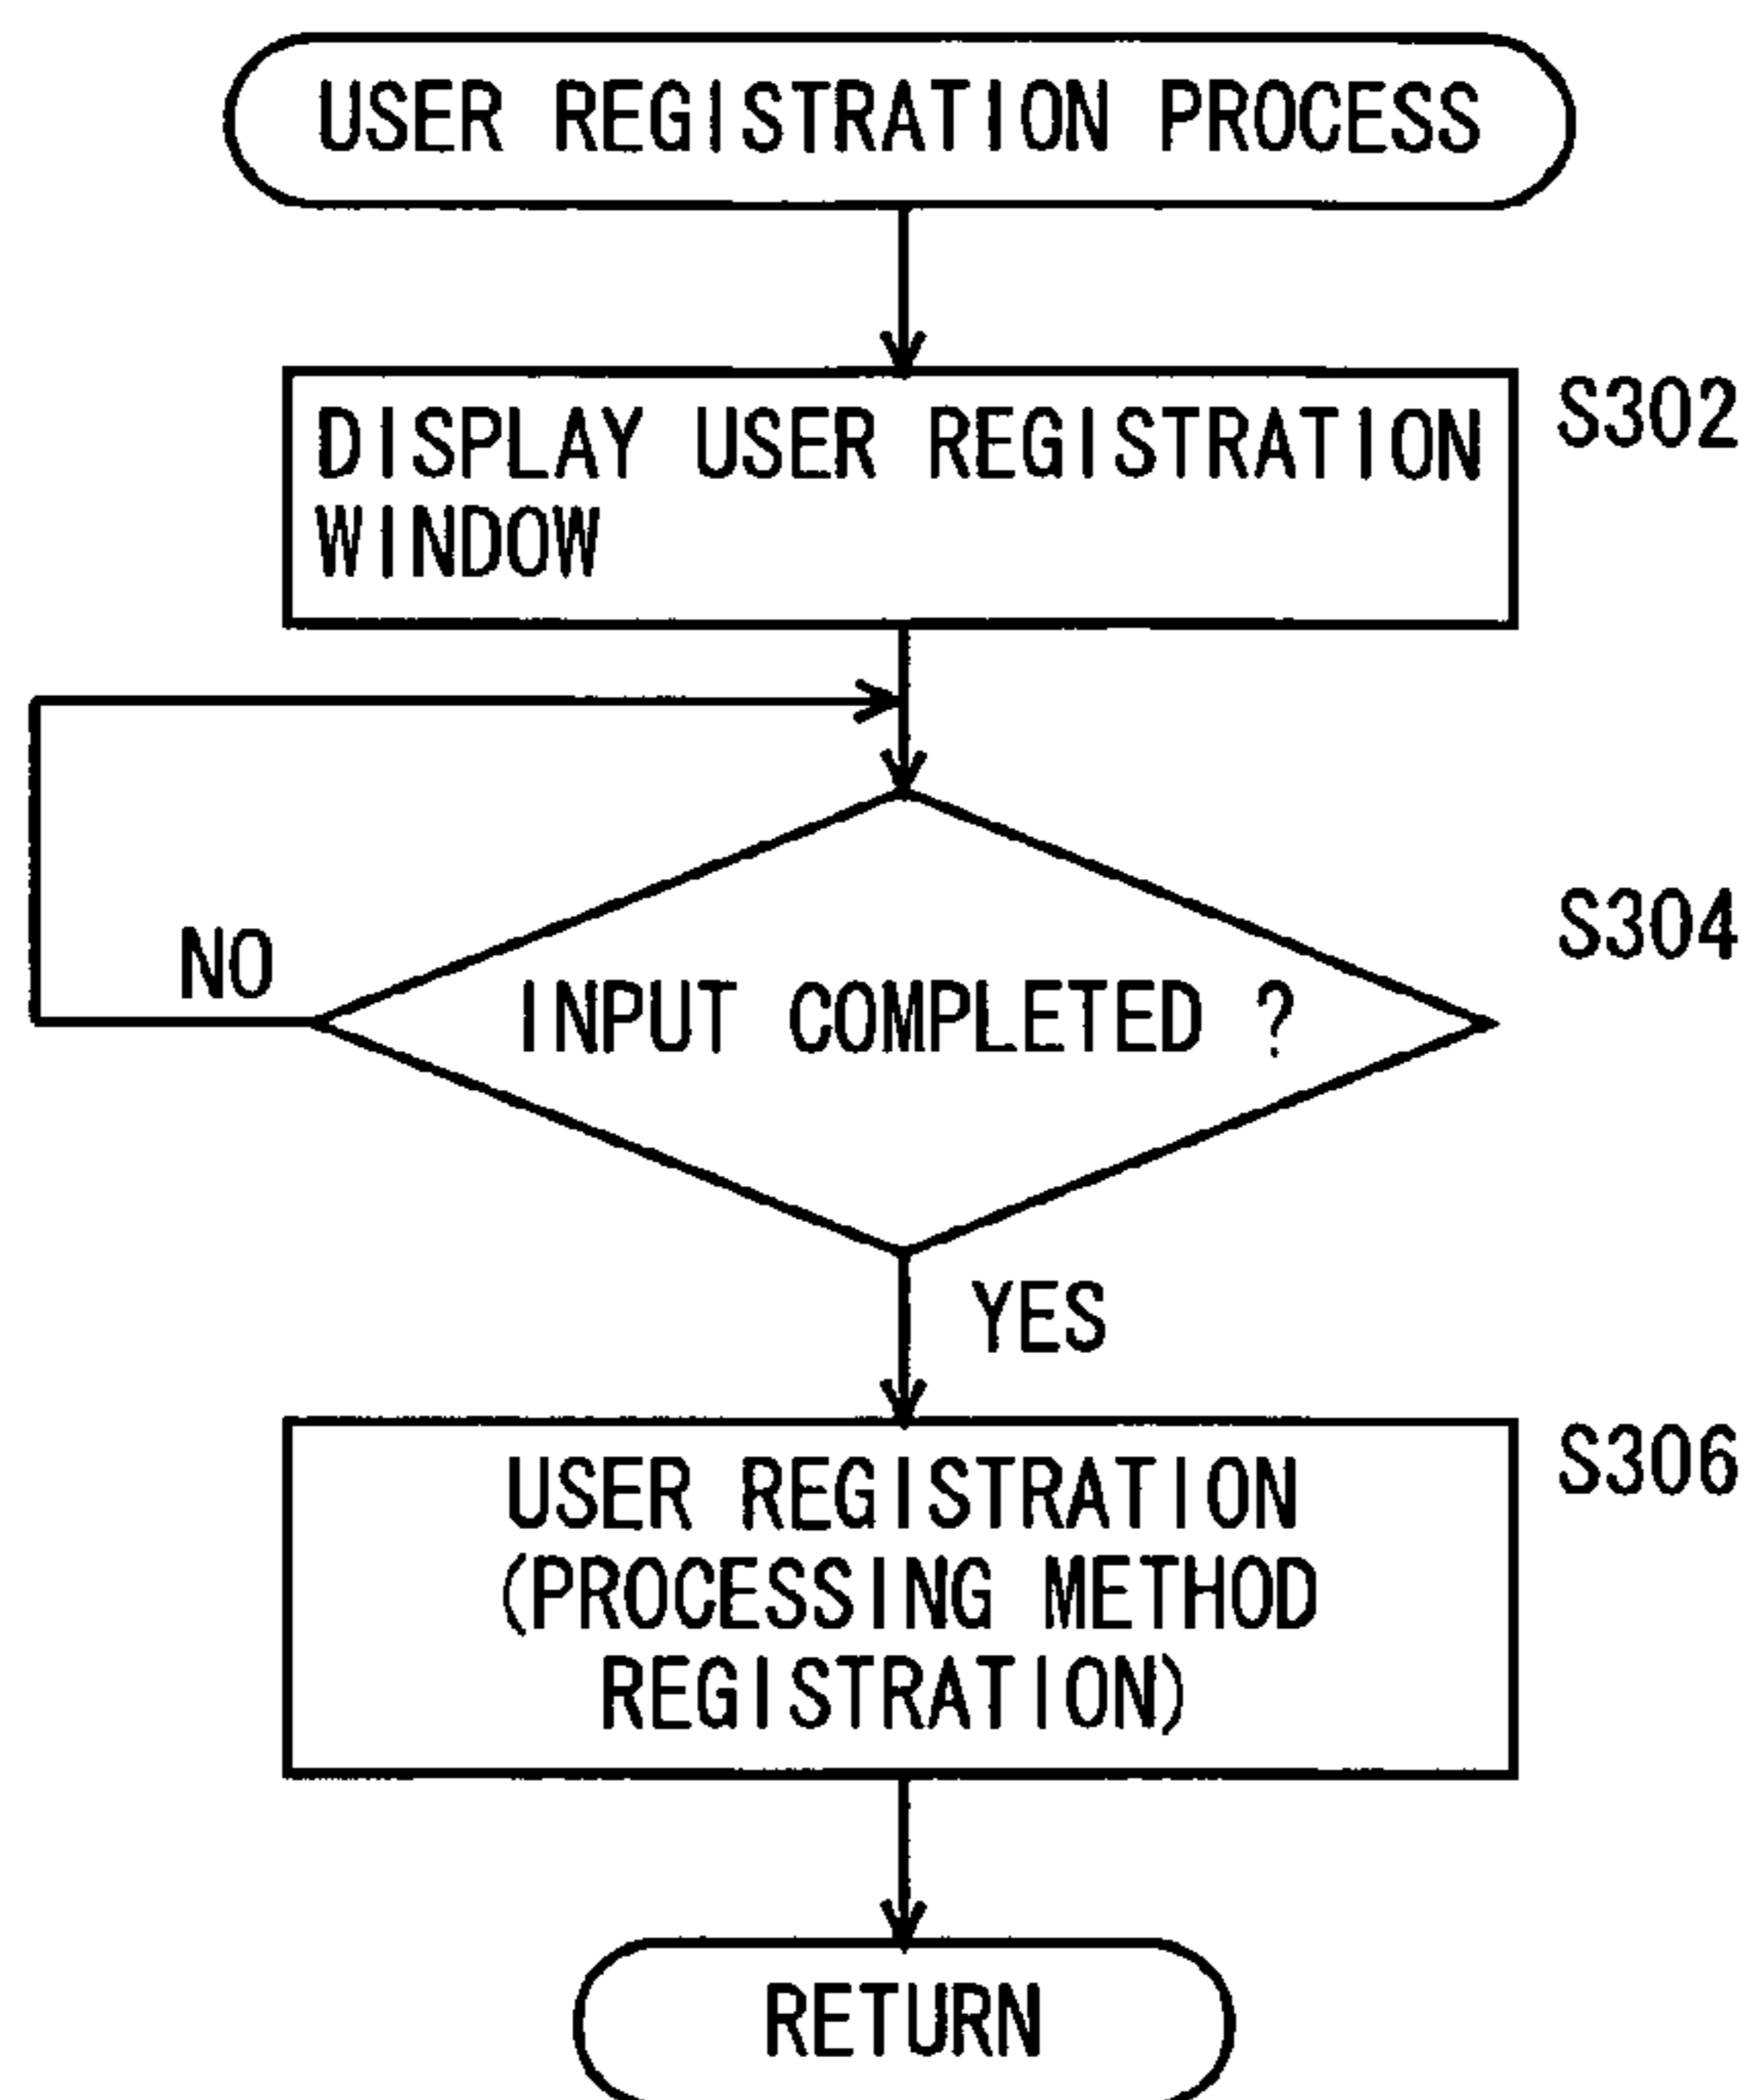 USER REGISTRATION PROCESS
DISPLAY USER REGISTRATION
WINDOW
S302
NO
INPUT COMPLETED ?
S304
YES
USER REGISTRATION
(PROCESSING METHOD
REGISTRATION)
S306
RETURN